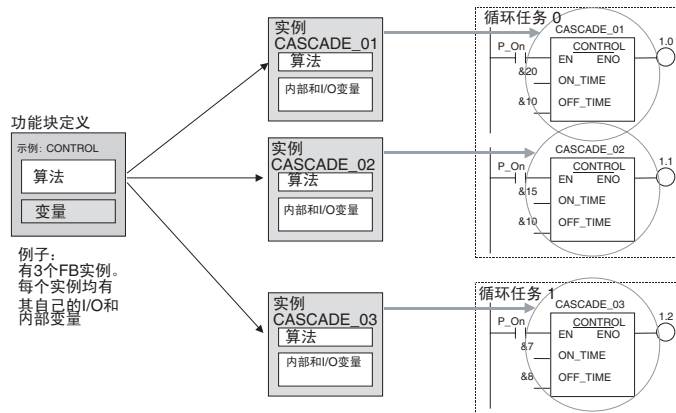 功能块定义
示例: CONTROL
算法
变量
例子:
有3个FB实例。
每个实例均有
其自己的I/O和
内部变量
实例
CASCADE_01
算法
内部和I/O变量
实例
CASCADE_02
算法
内部和I/O变量
实例
CASCADE_03
算法
内部和I/O变量
循环任务 0
CASCADE_01
P_On
CONTROL
1.0
EN ENO
&20
ON_TIME
&10
OFF_TIME
CASCADE_02
P_On
CONTROL
1.1
EN ENO
&15
ON_TIME
&10
OFF_TIME
循环任务 1
CASCADE_03
P_On
CONTROL
1.2
EN ENO
&7
ON_TIME
&8
OFF_TIME